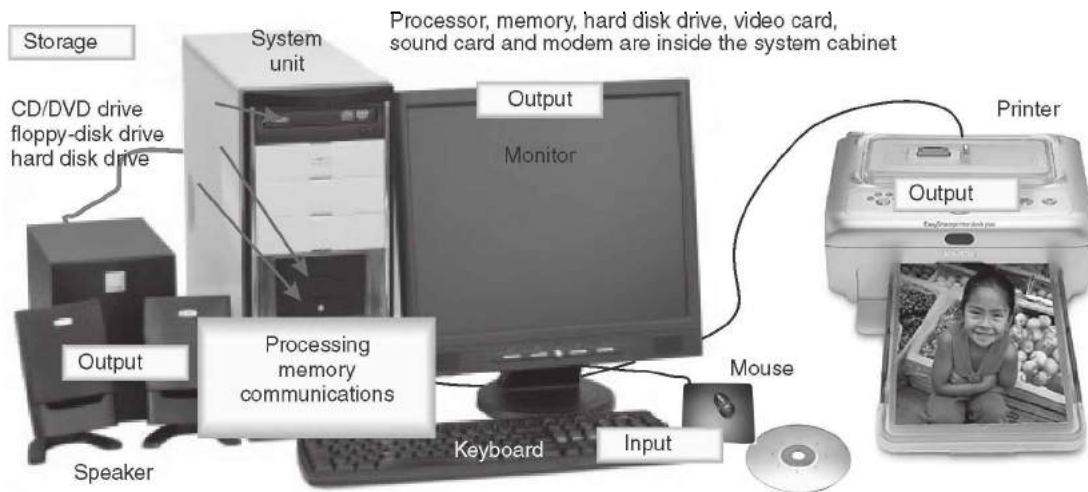 Processor, memory, hard disk drive, video card,
sound card and modem are inside the system cabinet
Storage
System
unit
CD/DVD drive
floppy-disk drive
hard disk drive
Output
Monitor
Printer
Output
Output
Processing
memory
communications
Mouse
Keyboard
Input
Speaker